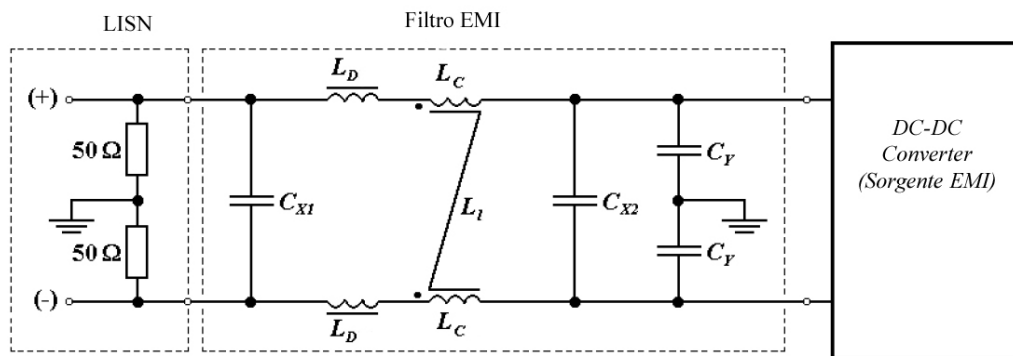 LISN
Filtro EMI
(+)
50 Ω
50 Ω
(-)
C_X1
L_D
L_C
L_l
L_D
L_C
C_X2
C_Y
C_Y
DC-DC
Converter
(Sorgente EMI)